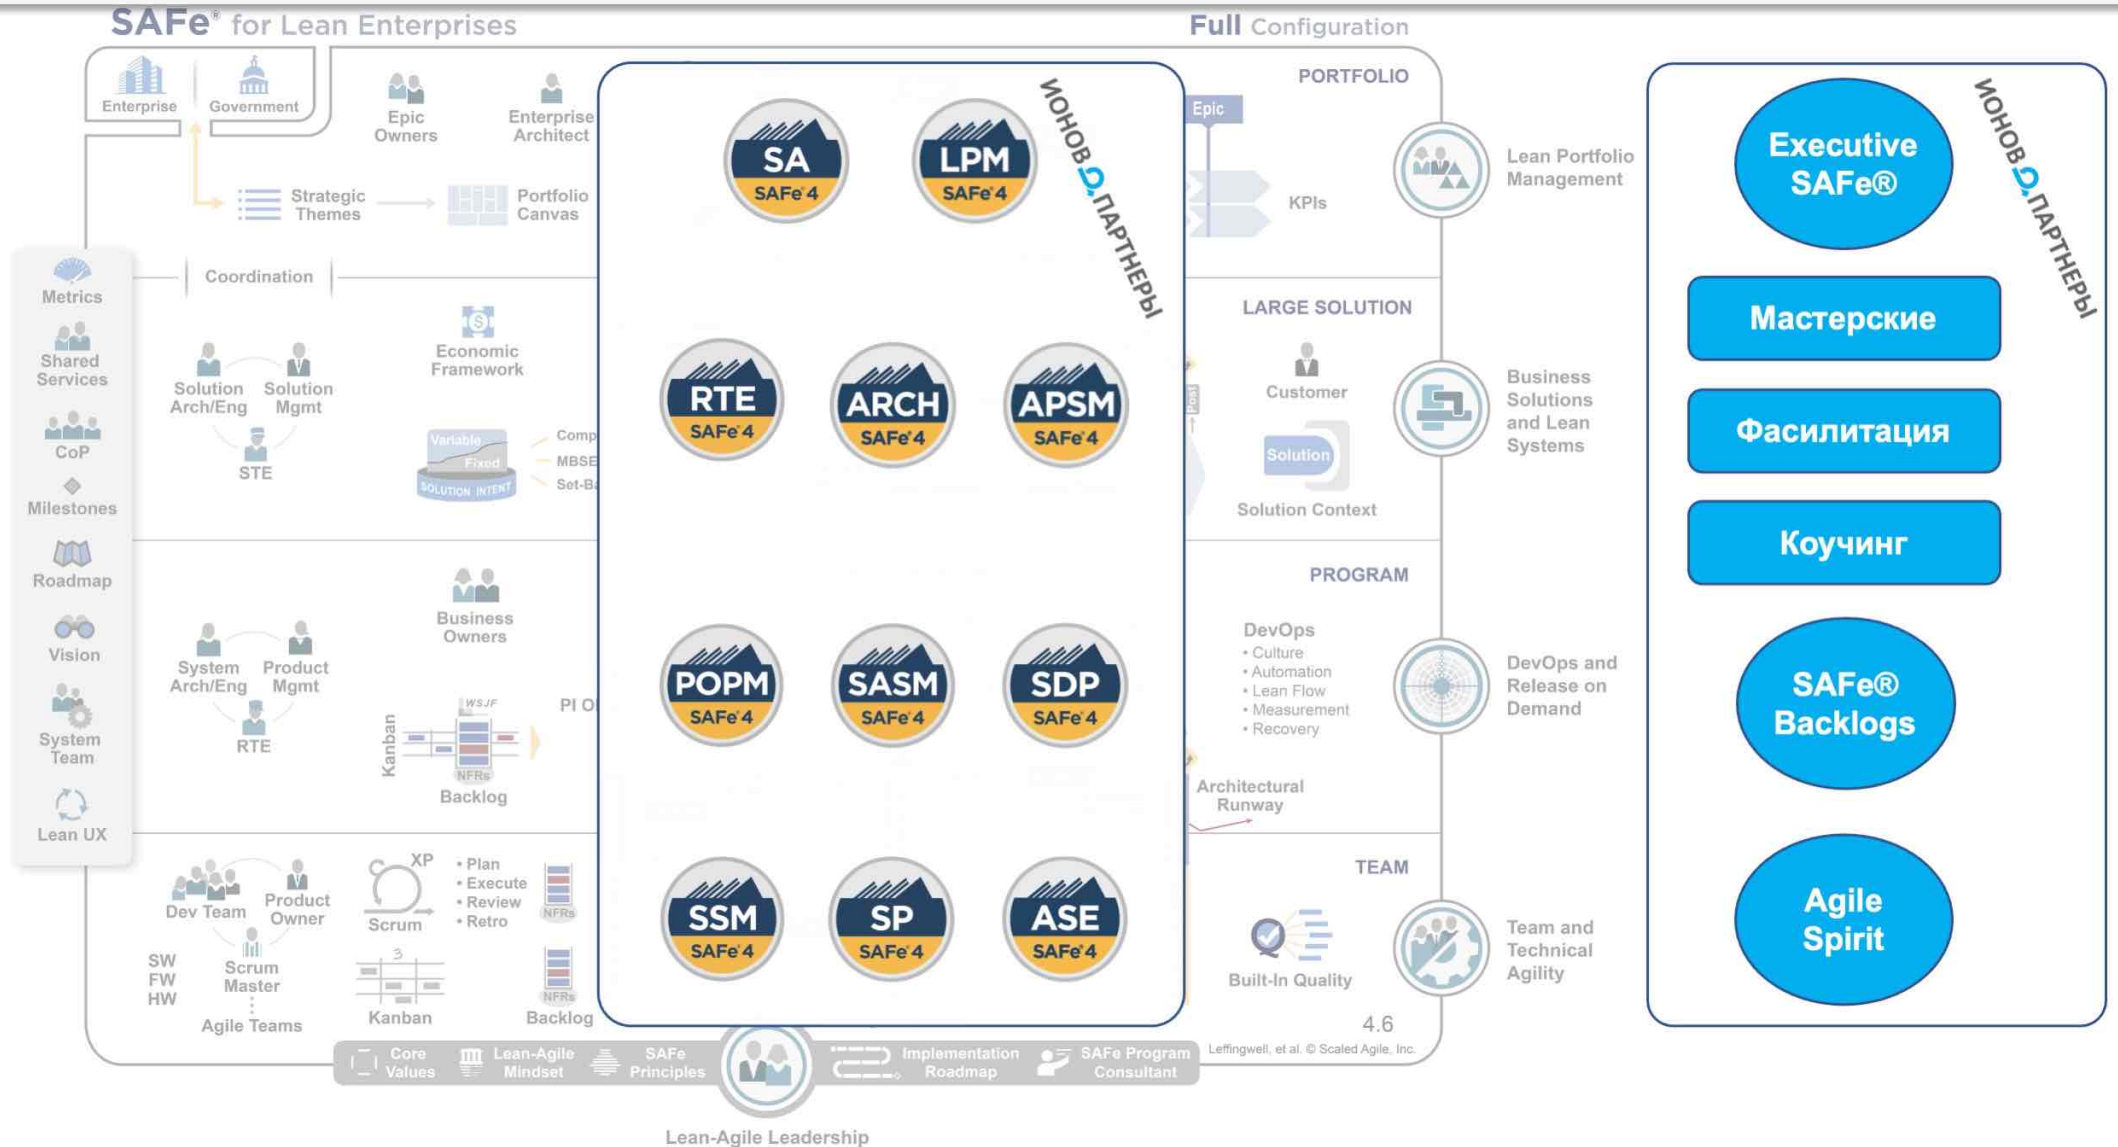 SAFe® for Lean Enterprises
Full Configuration
Enterprise
Government
Epic
Owners
Enterprise
Architect
Strategic
Themes
Portfolio
Canvas
Coordination
PORTFOLIO
Epic
KPIs
Lean Portfolio
Management
Metrics
Shared
Services
CoP
Milestones
Roadmap
Vision
System
Team
Lean UX
Solution
Arch/Eng
Solution
Mgmt
STE
Economic
Framework
Variable
Fixed
SOLUTION INTENT
Comp
MBSE
Set-Ba
LARGE SOLUTION
Post
Customer
Solution
Solution Context
Business
Solutions
and Lean
Systems
System
Arch/Eng
Product
Mgmt
RTE
Business
Owners
Kanban
WSJF
NFRs
Backlog
PI O
PROGRAM
DevOps
• Culture
• Automation
• Lean Flow
• Measurement
• Recovery
Architectural
Runway
DevOps and
Release on
Demand
Dev Team
Product
Owner
Scrum
Master
Agile Teams
SW
FW
HW
XP
Scrum
• Plan
• Execute
• Review
• Retro
NFRs
3
Kanban
NFRs
Backlog
TEAM
Built-In Quality
Team and
Technical
Agility
4.6
Leffingwell, et al. © Scaled Agile, Inc.
Core
Values
Lean-Agile
Mindset
SAFe
Principles
Implementation
Roadmap
SAFe Program
Consultant
Lean-Agile Leadership
ИОНОВ ПАРТНЕРЫ
SA
SAFe®4
LPM
SAFe®4
RTE
SAFe®4
ARCH
SAFe®4
APSM
SAFe®4
POPM
SAFe®4
SASM
SAFe®4
SDP
SAFe®4
SSM
SAFe®4
SP
SAFe®4
ASE
SAFe®4
ИОНОВ ПАРТНЕРЫ
Executive
SAFe®
Мастерские
Фасилитация
Коучинг
SAFe®
Backlogs
Agile
Spirit